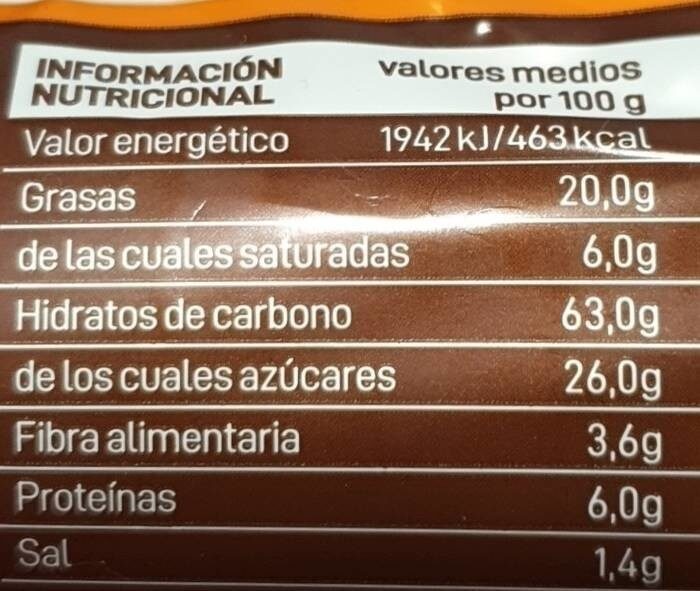 INFORMACIÓN NUTRICIONAL
valores medios por 100 g
Valor energético 1942 kJ/463 kcal
Grasas 20,0g
de las cuales saturadas 6,0g
Hidratos de carbono 63,0g
de los cuales azúcares 26,0g
Fibra alimentaria 3,6g
Proteínas 6,0g
Sal 1,4g